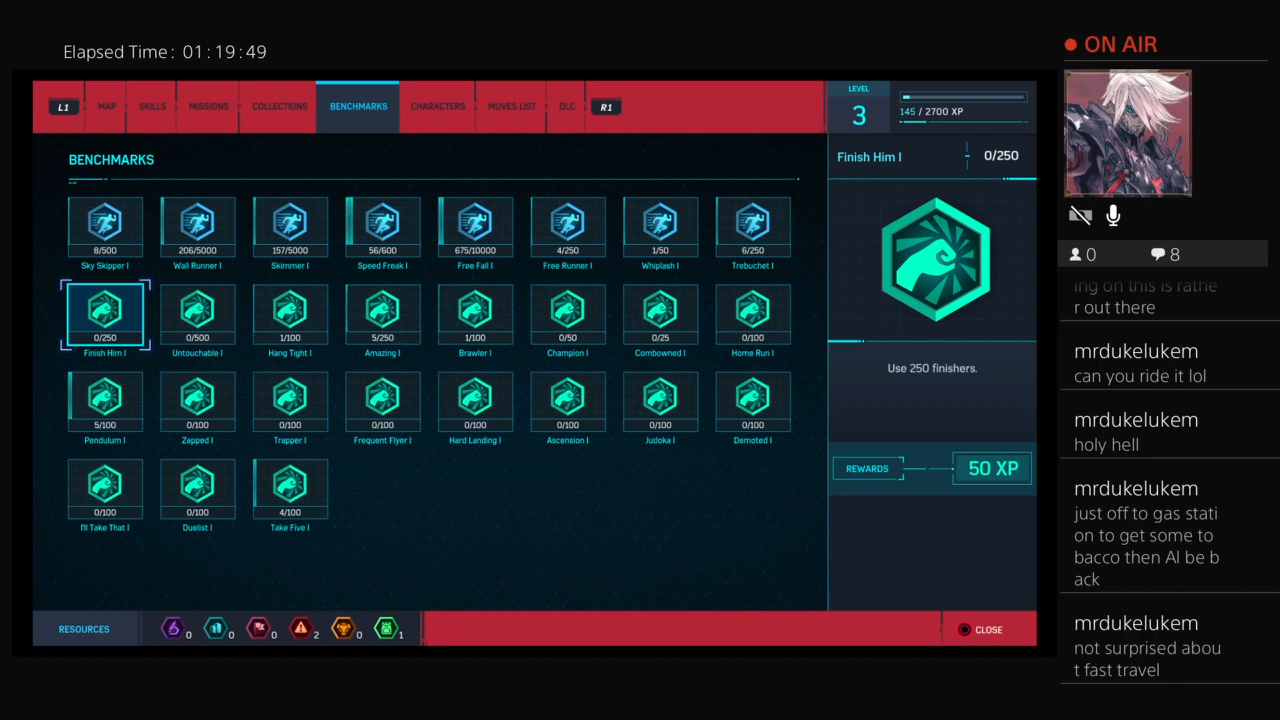 Elapsed Time: 01:19:49
ON AIR
L1 MAP SKILLS MISSIONS COLLECTIONS BENCHMARKS CHARACTERS MOVES LIST DLC R1
LEVEL
3
145 / 2700 XP
BENCHMARKS
Finish Him I 0/250
8/500 206/5000 157/5000 56/600 675/10000 4/250 1/50 6/250
Sky Skipper I Wall Runner I Skimmer I Speed Freak I Free Fall I Free Runner I Whiplash I Trebuchet I
0/250 0/500 1/100 5/250 1/100 0/50 0/25 0/100
Finish Him I Untouchable I Hang Tight I Amazing I Brawler I Champion I Combowned I Home Run I
5/100 0/100 0/100 0/100 0/100 0/100 0/100 0/100
Pendulum I Zapped I Trapper I Frequent Flyer I Hard Landing I Ascension I Judoka I Demoted I
0/100 0/100 4/100
I'll Take That I Duelist I Take Five I
Use 250 finishers.
REWARDS 50 XP
RESOURCES 0 0 0 2 0 1
CLOSE
0 8
ing on this is rathe
r out there
mrdukelukem
can you ride it lol
mrdukelukem
holy hell
mrdukelukem
just off to gas stati
on to get some to
bacco then Al be b
ack
mrdukelukem
not surprised abou
t fast travel